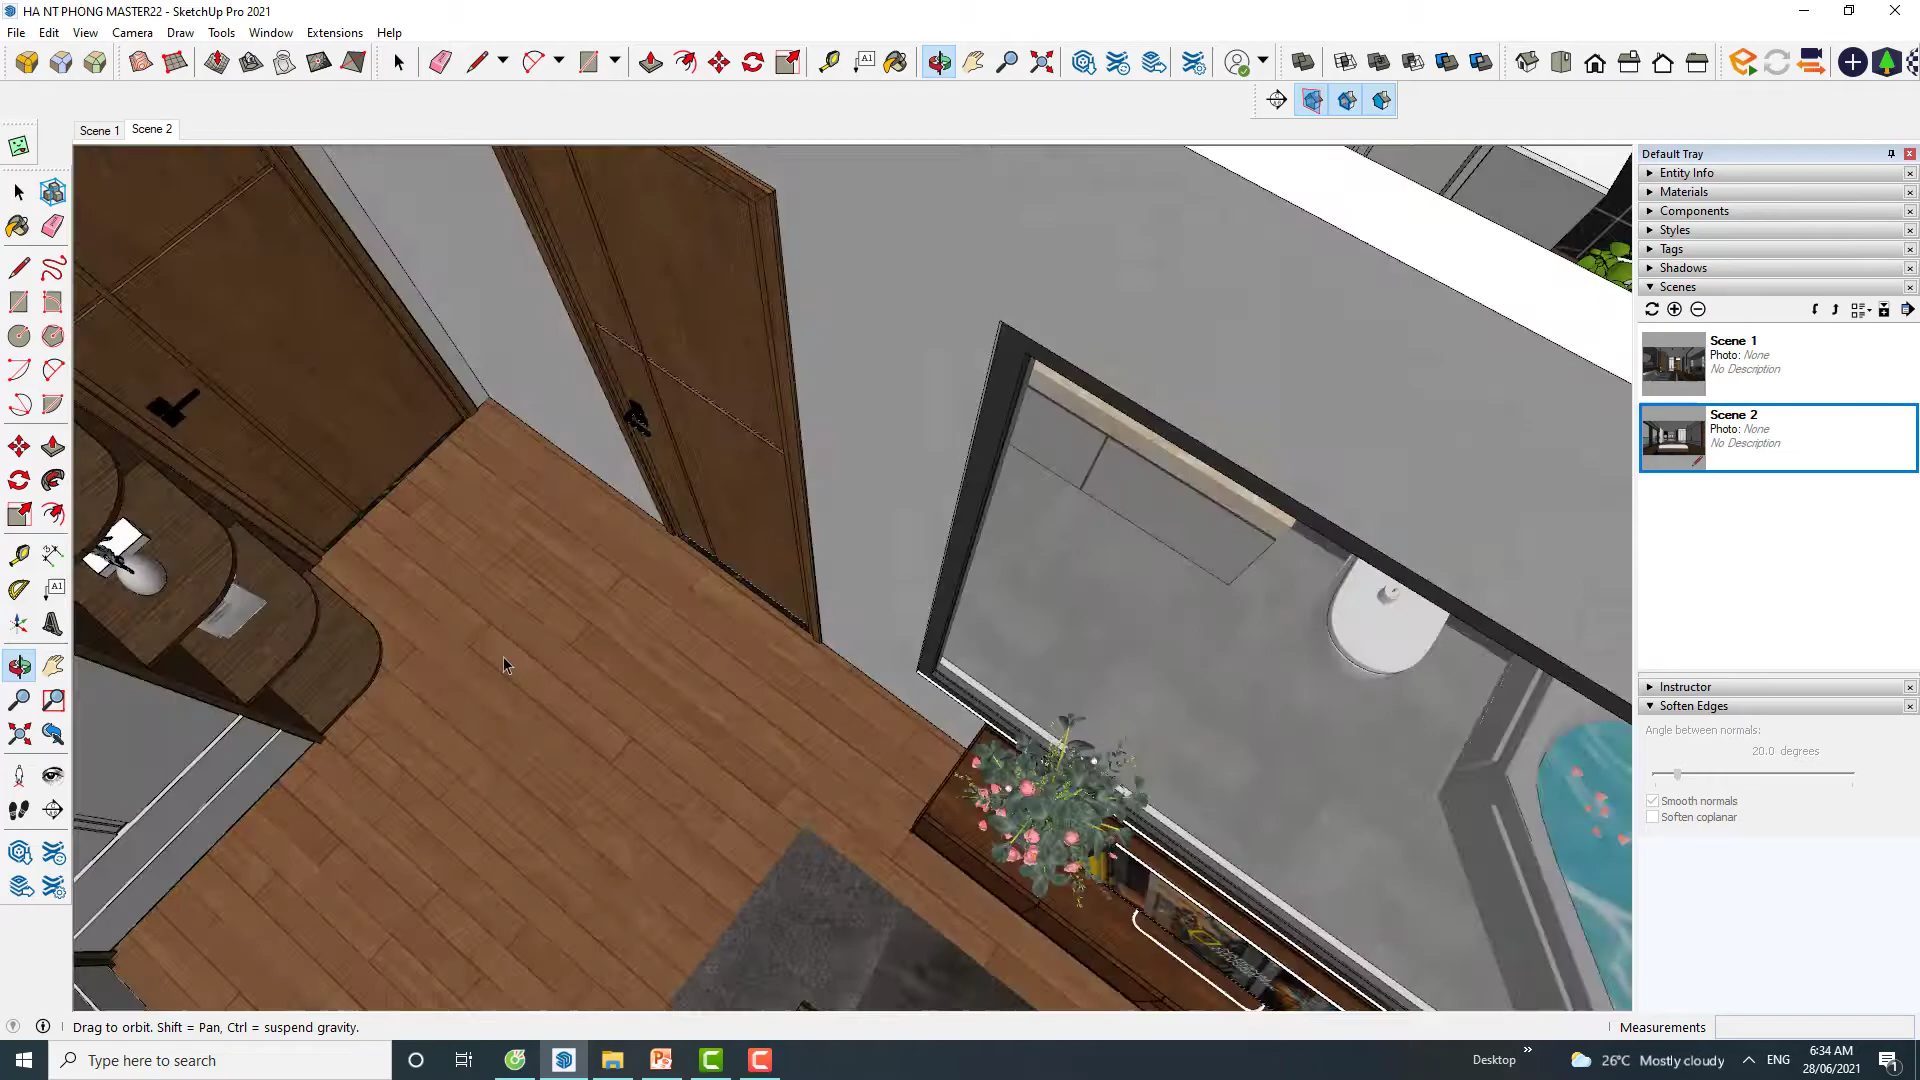 HA NT PHONG MASTER22 - SketchUp Pro 2021
File Edit View Camera Draw Tools Window Extensions Help
Scene 1 Scene 2
Default Tray
Entity Info
Materials
Components
Styles
Tags
Shadows
Scenes
Scene 1
Photo: None
No Description
Scene 2
Photo: None
No Description
Instructor
Soften Edges
Angle between normals:
20.0 degrees
Smooth normals
Soften coplanar
Drag to orbit. Shift = Pan, Ctrl = suspend gravity.
Measurements
Type here to search
Desktop
26°C Mostly cloudy
ENG
6:34 AM
28/06/2021